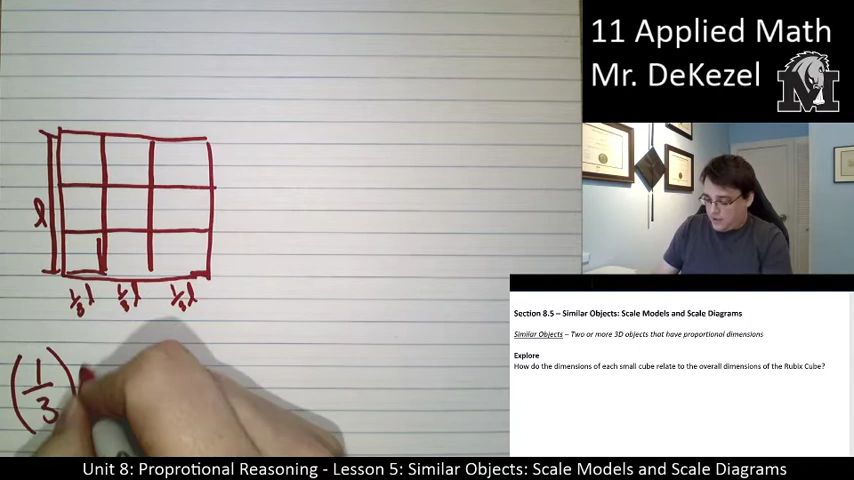 11 Applied Math
Mr. DeKezel
M
l
1/3 l 1/3 l 1/3 l
(1/3)
Section 8.5 – Similar Objects: Scale Models and Scale Diagrams
Similar Objects – Two or more 3D objects that have proportional dimensions
Explore
How do the dimensions of each small cube relate to the overall dimensions of the Rubix Cube?
Unit 8: Proprotional Reasoning - Lesson 5: Similar Objects: Scale Models and Scale Diagrams